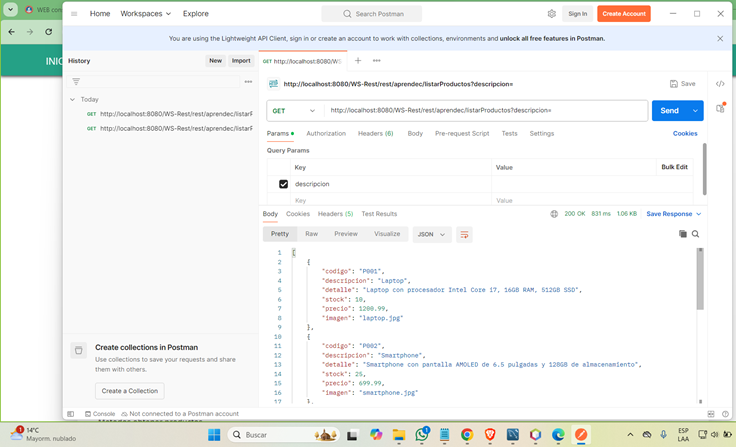 WEB con
INIC
Home
Workspaces
Explore
Search Postman
Sign In
Create Account
You are using the Lightweight API Client, sign in or create an account to work with collections, environments and unlock all free features in Postman.
History
New
Import
Today
GET http://localhost:8080/WS-Rest/rest/aprendec/listarF
GET http://localhost:8080/WS-Rest/rest/aprendec/listarF
Create collections in Postman
Use collections to save your requests and share
them with others.
Create a Collection
GET http://localhost:8080/WS
http://localhost:8080/WS-Rest/rest/aprendec/listarProductos?descripcion=
Save
GET
http://localhost:8080/WS-Rest/rest/aprendec/listarProductos?descripcion=
Send
Params
Authorization
Headers (6)
Body
Pre-request Script
Tests
Settings
Cookies
Query Params
Key
Value
Bulk Edit
descripcion
Key
Value
Body
Cookies
Headers (5)
Test Results
200 OK
831 ms
1.06 KB
Save Response
Pretty
Raw
Preview
Visualize
JSON
1 [
2 {
3 "codigo": "P001",
4 "descripcion": "Laptop",
5 "detalle": "Laptop con procesador Intel Core i7, 16GB RAM, 512GB SSD",
6 "stock": 10,
7 "precio": 1200.99,
8 "imagen": "laptop.jpg"
9 },
10 {
11 "codigo": "P002",
12 "descripcion": "Smartphone",
13 "detalle": "Smartphone con pantalla AMOLED de 6.5 pulgadas y 128GB de almacenamiento",
14 "stock": 25,
15 "precio": 699.99,
16 "imagen": "smartphone.jpg"
17 },
Console
Not connected to a Postman account
1
14°C
Mayorm. nublado
Buscar
1
ESP
LAA